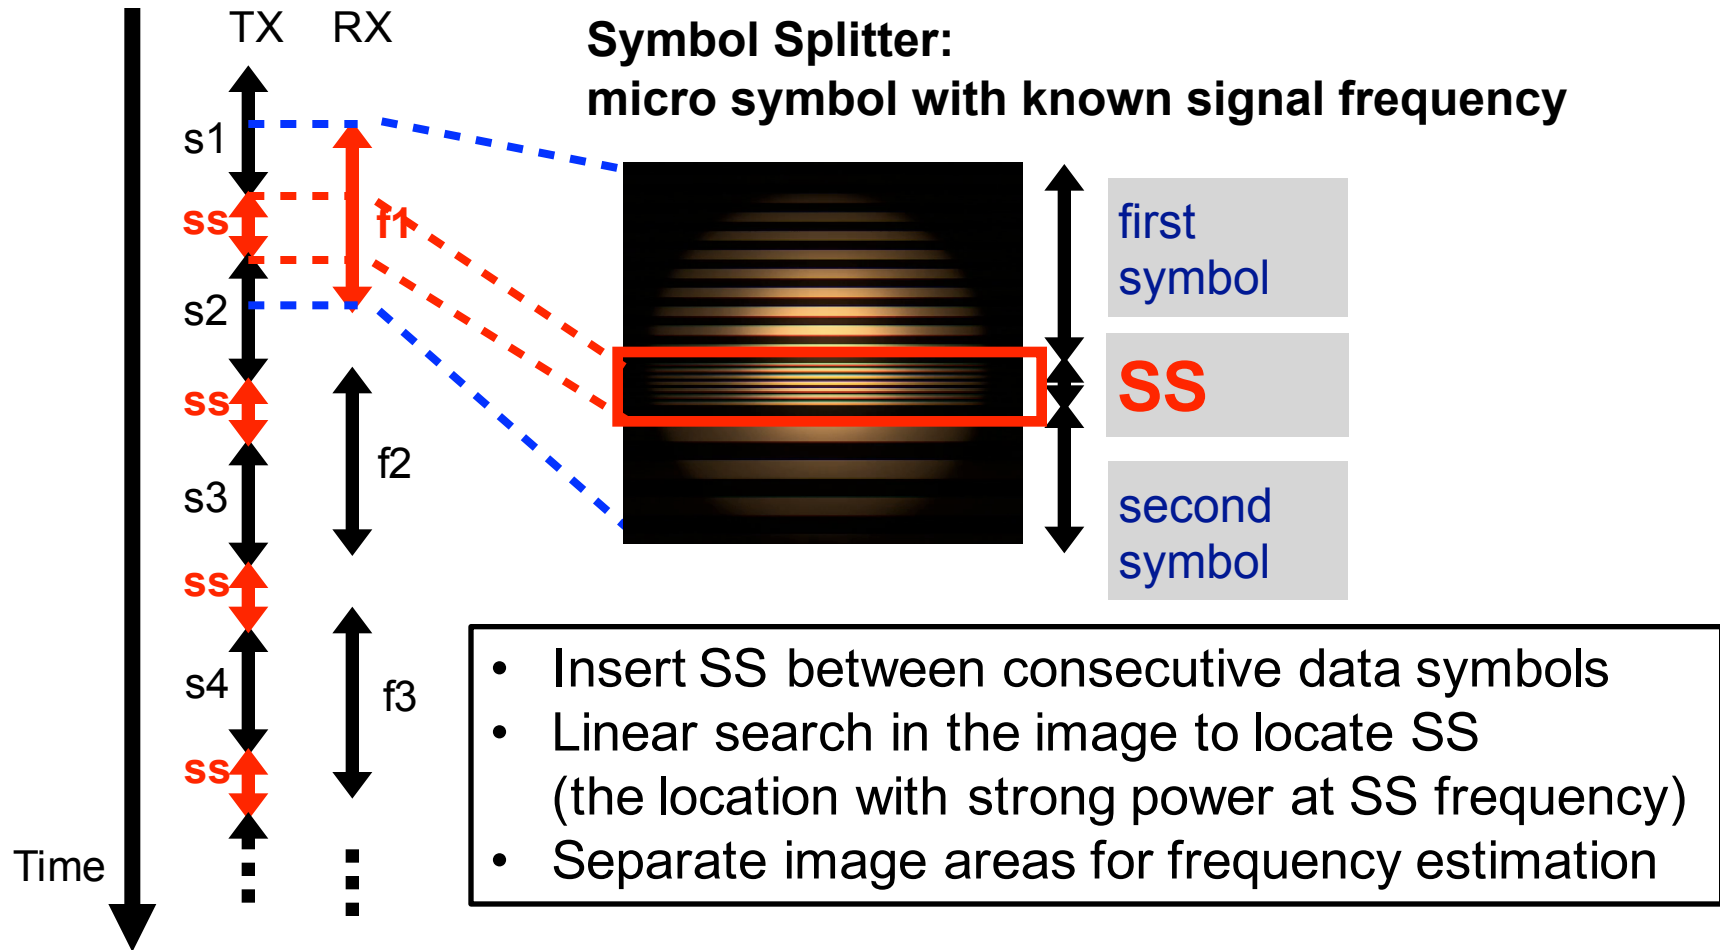 TX RX
Symbol Splitter:
micro symbol with known signal frequency
s1
ss
f1
s2
ss
f2
s3
ss
s4
f3
ss
Time
first
symbol
SS
second
symbol
• Insert SS between consecutive data symbols
• Linear search in the image to locate SS
(the location with strong power at SS frequency)
• Separate image areas for frequency estimation